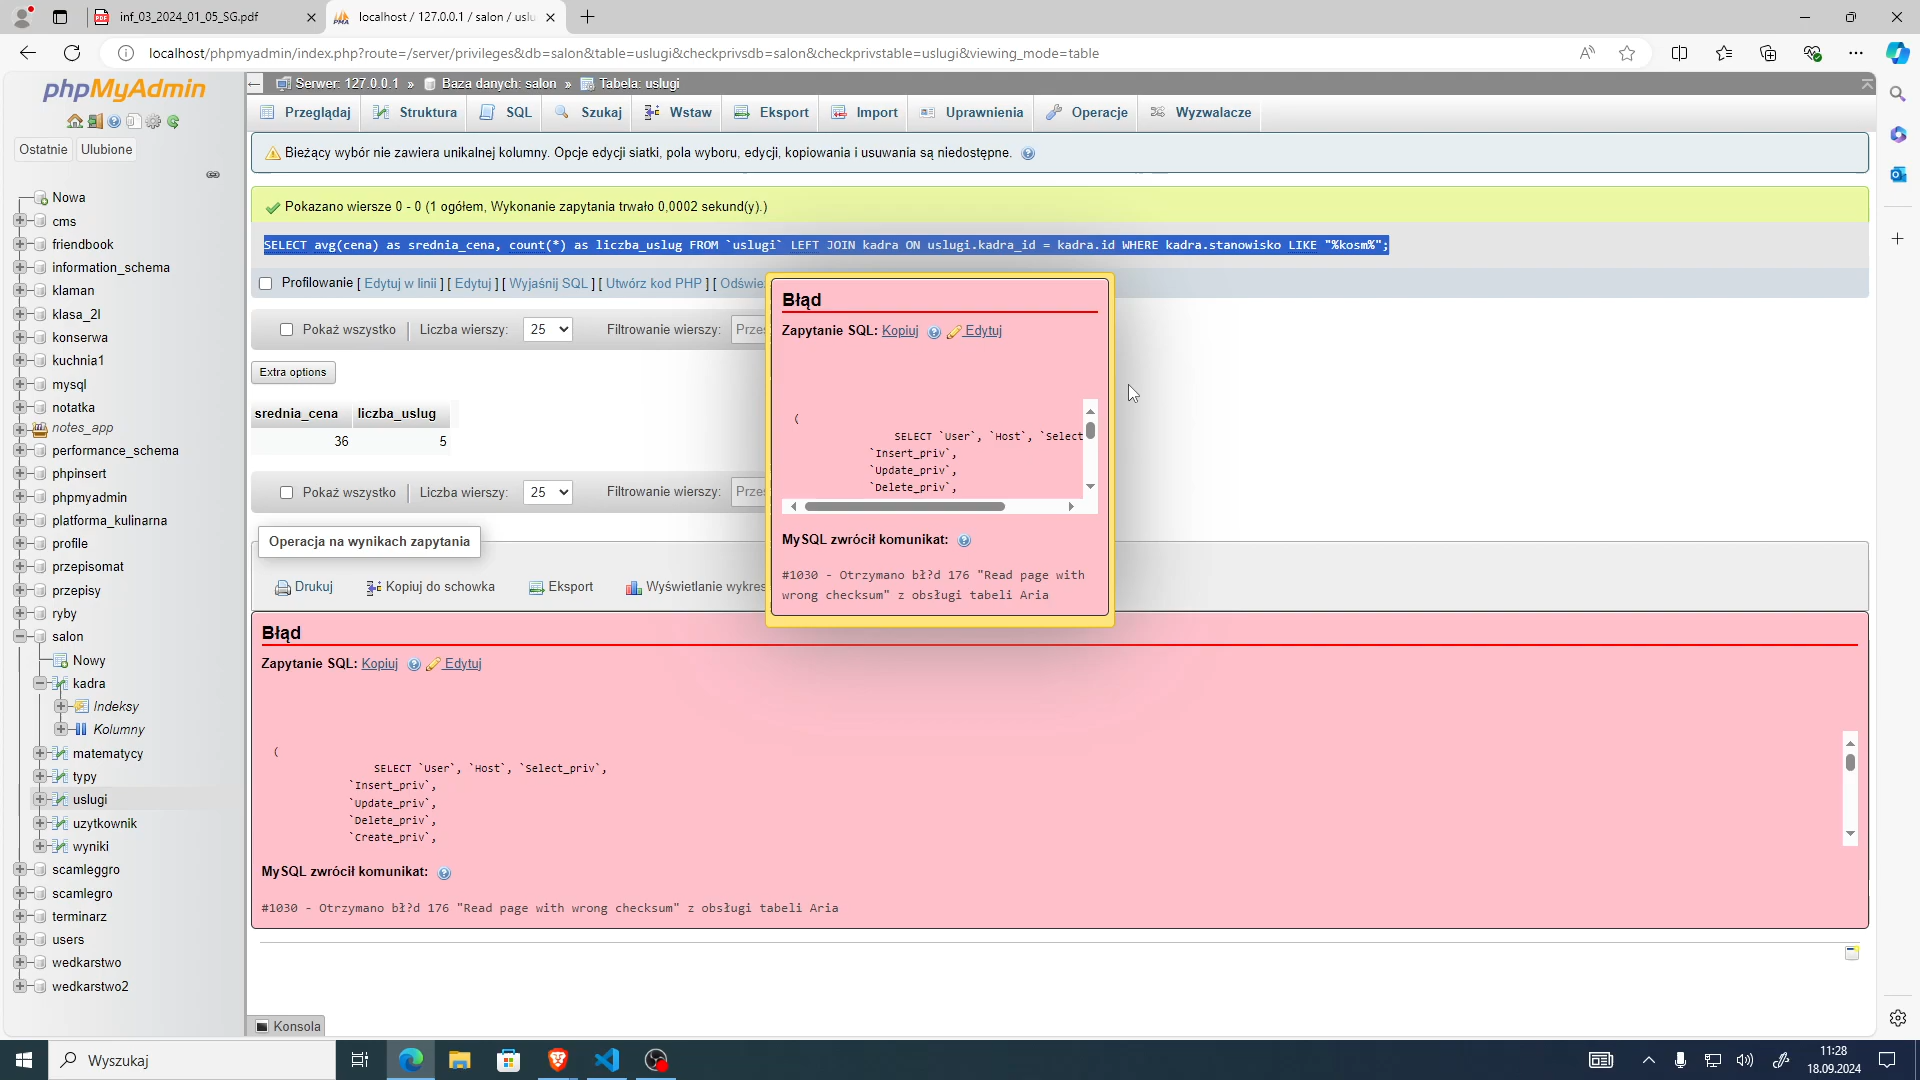 inf_03_2024_01_05_SG.pdf
localhost / 127.0.0.1 / salon / uslu
localhost/phpmyadmin/index.php?route=/server/privileges&db=salon&table=uslugi&checkprivsdb=salon&checkprivstable=uslugi&viewing_mode=table
phpMyAdmin
Ostatnie
Ulubione
Nowa
cms
friendbook
information_schema
klaman
klasa_2l
konserwa
kuchnia1
mysql
notatka
notes_app
performance_schema
phpinsert
phpmyadmin
platforma_kulinarna
profile
przepisomat
przepisy
ryby
salon
Nowy
kadra
Indeksy
Kolumny
matematycy
typy
uslugi
uzytkownik
wyniki
scamleggro
scamlegro
terminarz
users
wedkarstwo
wedkarstwo2
Serwer: 127.0.0.1 » Baza danych: salon » Tabela: uslugi
Przeglądaj Struktura SQL Szukaj Wstaw Eksport Import Uprawnienia Operacje Wyzwalacze
Bieżący wybór nie zawiera unikalnej kolumny. Opcje edycji siatki, pola wyboru, edycji, kopiowania i usuwania są niedostępne.
Pokazano wiersze 0 - 0 (1 ogółem, Wykonanie zapytania trwało 0,0002 sekund(y).)
SELECT avg(cena) as srednia_cena, count(*) as liczba_uslug FROM `uslugi` LEFT JOIN kadra ON uslugi.kadra_id = kadra.id WHERE kadra.stanowisko LIKE "%kosm%";
Profilowanie [ Edytuj w linii ] [ Edytuj ] [ Wyjaśnij SQL ] [ Utwórz kod PHP ] [ Odśwież
Pokaż wszystko Liczba wierszy: 25 Filtrowanie wierszy: Przes
Extra options
srednia_cena liczba_uslug
36 5
Pokaż wszystko Liczba wierszy: 25 Filtrowanie wierszy: Przes
Operacja na wynikach zapytania
Drukuj Kopiuj do schowka Eksport Wyświetlanie wykres
Błąd
Zapytanie SQL: Kopiuj Edytuj
(
SELECT `User`, `Host`, `Select
`Insert_priv`,
`Update_priv`,
`Delete_priv`,
MySQL zwrócił komunikat:
#1030 - Otrzymano bł?d 176 "Read page with
wrong checksum" z obsługi tabeli Aria
Błąd
Zapytanie SQL: Kopiuj Edytuj
(
SELECT `User`, `Host`, `Select_priv`,
`Insert_priv`,
`Update_priv`,
`Delete_priv`,
`Create_priv`,
MySQL zwrócił komunikat:
#1030 - Otrzymano bł?d 176 "Read page with wrong checksum" z obsługi tabeli Aria
Konsola
Wyszukaj
11:28
18.09.2024